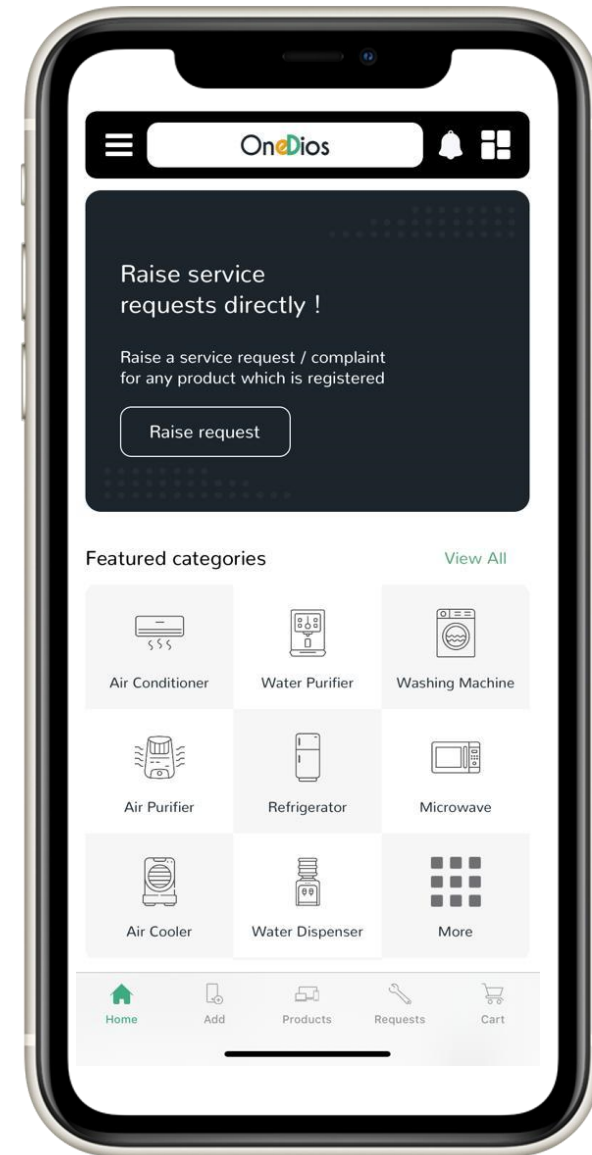 OneDios
Raise service
requests directly !
Raise a service request / complaint
for any product which is registered
Raise request
Featured categories
View All
Air Conditioner
Water Purifier
Washing Machine
Air Purifier
Refrigerator
Microwave
Air Cooler
Water Dispenser
More
Home
Add
Products
Requests
Cart